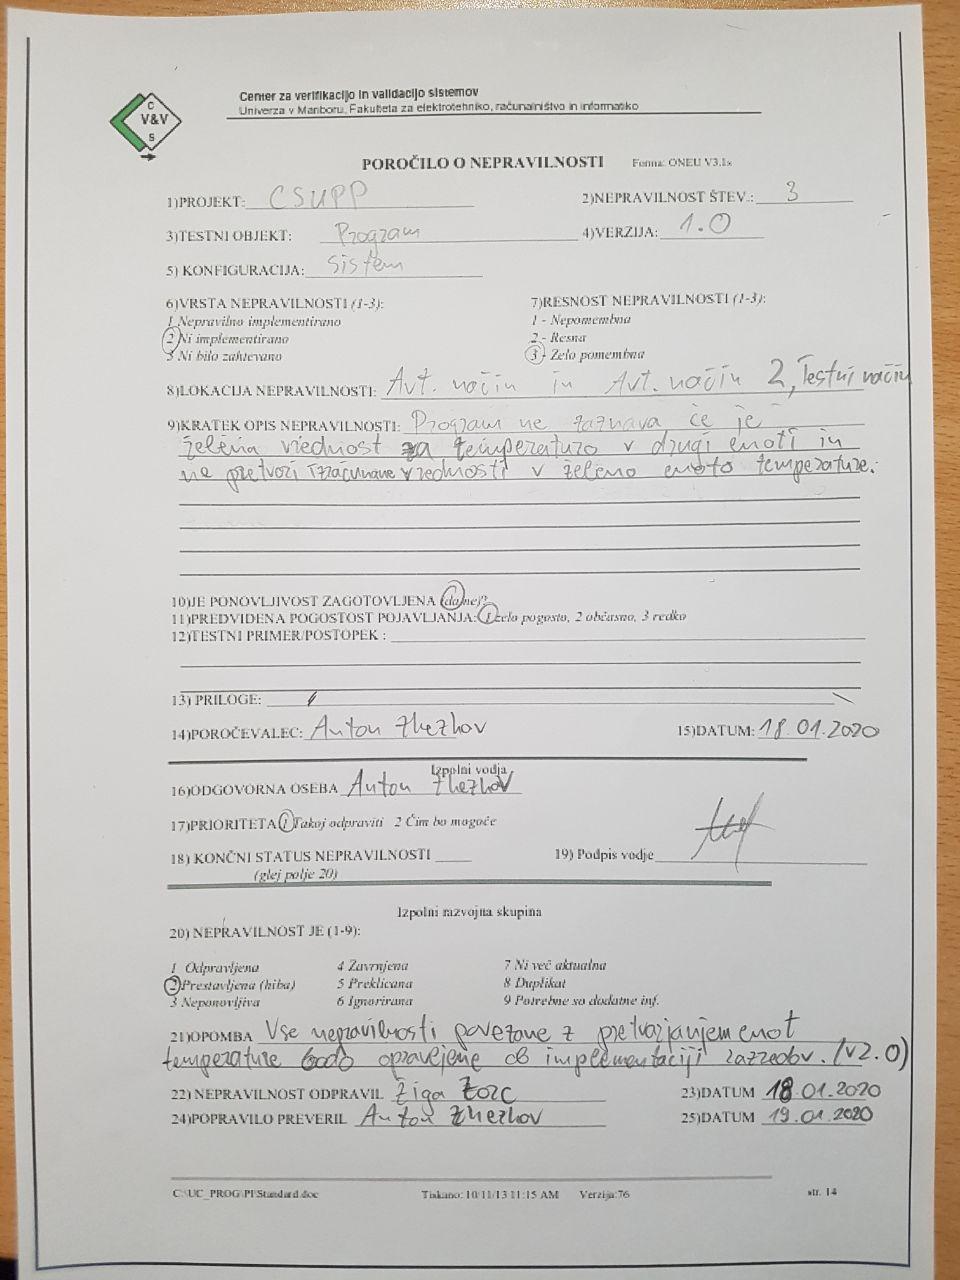 Center za verifikacijo in validacijo sistemov
Univerza v Mariboru, Fakulteta za elektrotehniko, računalništvo in informatiko
C
V&V
S
POROČILO O NEPRAVILNOSTI Forma: ONEU V3.1s
1)PROJEKT: CSUPP 2)NEPRAVILNOST ŠTEV.: 3
3)TESTNI OBJEKT: Program 4)VERZIJA: 1.0
5) KONFIGURACIJA: sistem
6)VRSTA NEPRAVILNOSTI (1-3): 7)RESNOST NEPRAVILNOSTI (1-3):
1 Nepravilno implementirano 1 - Nepomembna
2 Ni implementirano 2 - Resna
3 Ni bilo zahtevano 3 - Zelo pomembna
8)LOKACIJA NEPRAVILNOSTI: Avt. način in Avt. način 2, Testni način
9)KRATEK OPIS NEPRAVILNOSTI: Program ne zaznava če je
želena vrednost za temperaturo v drugi enoti in
ne pretvori izračunane vrednosti v želeno enoto temperature.
10)JE PONOVLJIVOST ZAGOTOVLJENA (da/ne)?
11)PREDVIDENA POGOSTOST POJAVLJANJA: 1 zelo pogosto, 2 občasno, 3 redko
12)TESTNI PRIMER/POSTOPEK :
13) PRILOGE:
14)POROČEVALEC: Anton Zhezhov 15)DATUM: 18.01.2020
Izpolni vodja
16)ODGOVORNA OSEBA Anton Zhezhov
17)PRIORITETA 1 Takoj odpraviti 2 Čim bo mogoče
18) KONČNI STATUS NEPRAVILNOSTI 19) Podpis vodje
(glej polje 20)
Izpolni razvojna skupina
20) NEPRAVILNOST JE (1-9):
1 Odpravljena 4 Zavrnjena 7 Ni več aktualna
2 Prestavljena (hiba) 5 Preklicana 8 Duplikat
3 Neponovljiva 6 Ignorirana 9 Potrebne so dodatne inf.
21)OPOMBA Vse nepravilnosti povezane z pretvarjanjem enot
temperature bodo opravljene ob implementaciji razredov. (v2.0)
22) NEPRAVILNOST ODPRAVIL Žiga Zorc 23)DATUM 18.01.2020
24)POPRAVILO PREVERIL Anton Zhezhov 25)DATUM 19.01.2020
C:\UC_PROG\PI\Standard.doc Tiskano: 10/11/13 11:15 AM Verzija:76 str. 14